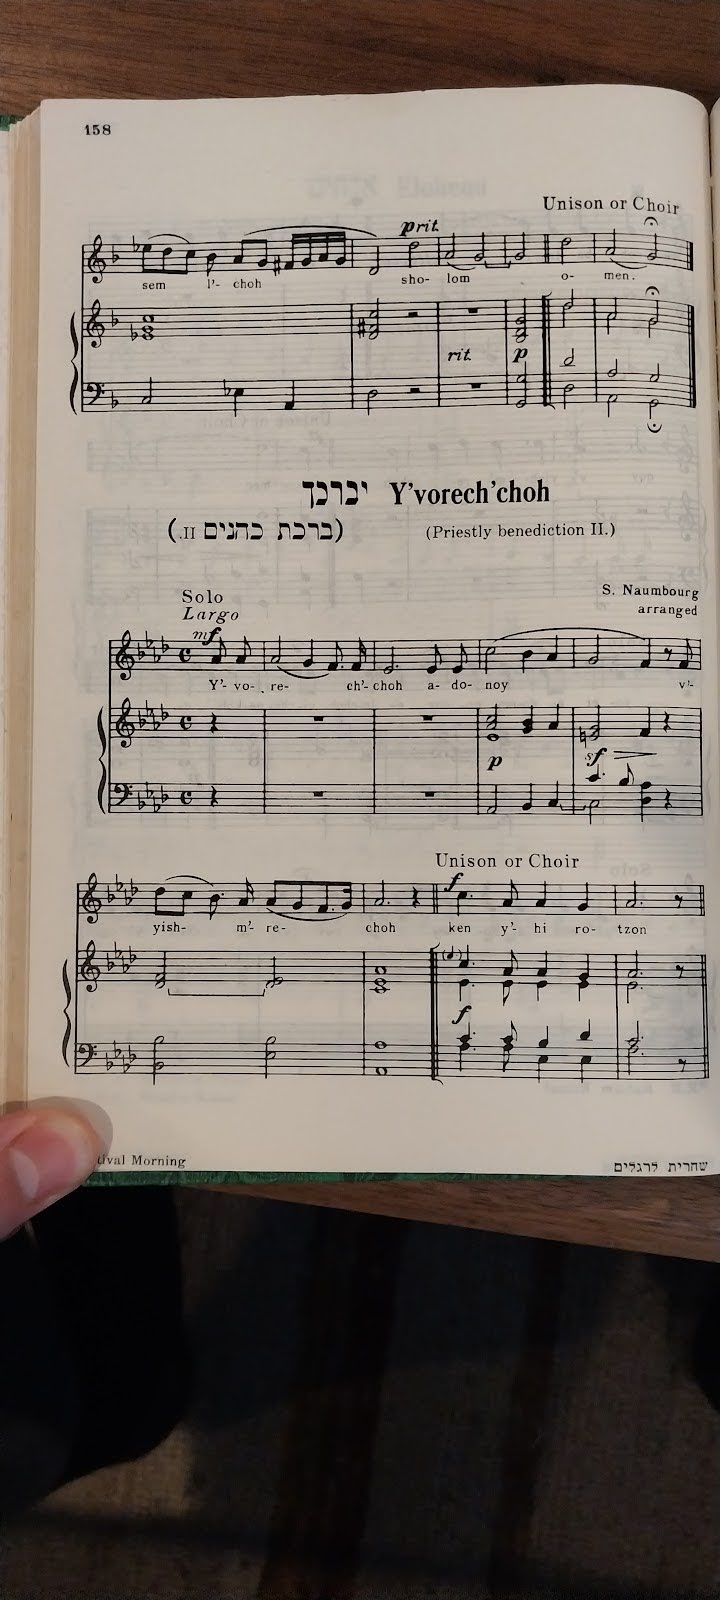 158
Unison or Choir
prit.
sem l'- choh sho- lom o- men.
rit. p
יברכך Y'vorech'choh
(ברכת כהנים II.) (Priestly benediction II.)
Solo S. Naumbourg
Largo arranged
mf
Y'- vo- re- ch'- choh a- do- noy v'-
p sf
Unison or Choir
f
yish- m'- re- choh ken y'- hi ro- tzon
f
tival Morning שחרית לרגלים